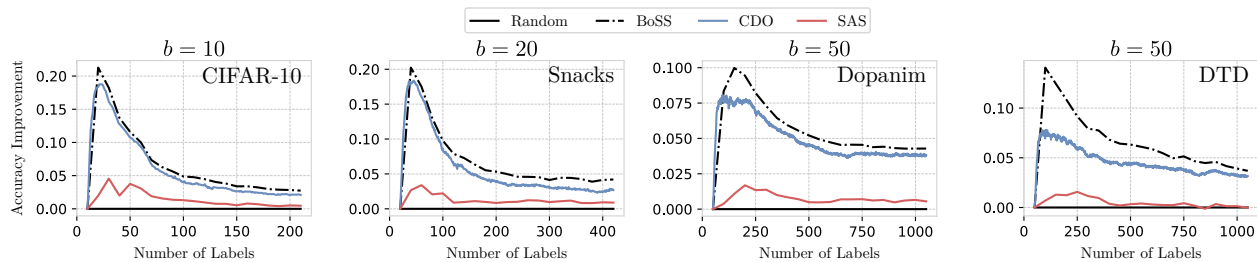 Random BoSS CDO SAS
b = 10 b = 20 b = 50 b = 50
CIFAR-10 Snacks Dopanim DTD
Accuracy Improvement
0.20 0.15 0.10 0.05 0.00
0 50 100 150 200
Number of Labels
0.20 0.15 0.10 0.05 0.00
0 100 200 300 400
Number of Labels
0.100 0.075 0.050 0.025 0.000
0 250 500 750 1000
Number of Labels
0.10 0.05 0.00
0 250 500 750 1000
Number of Labels